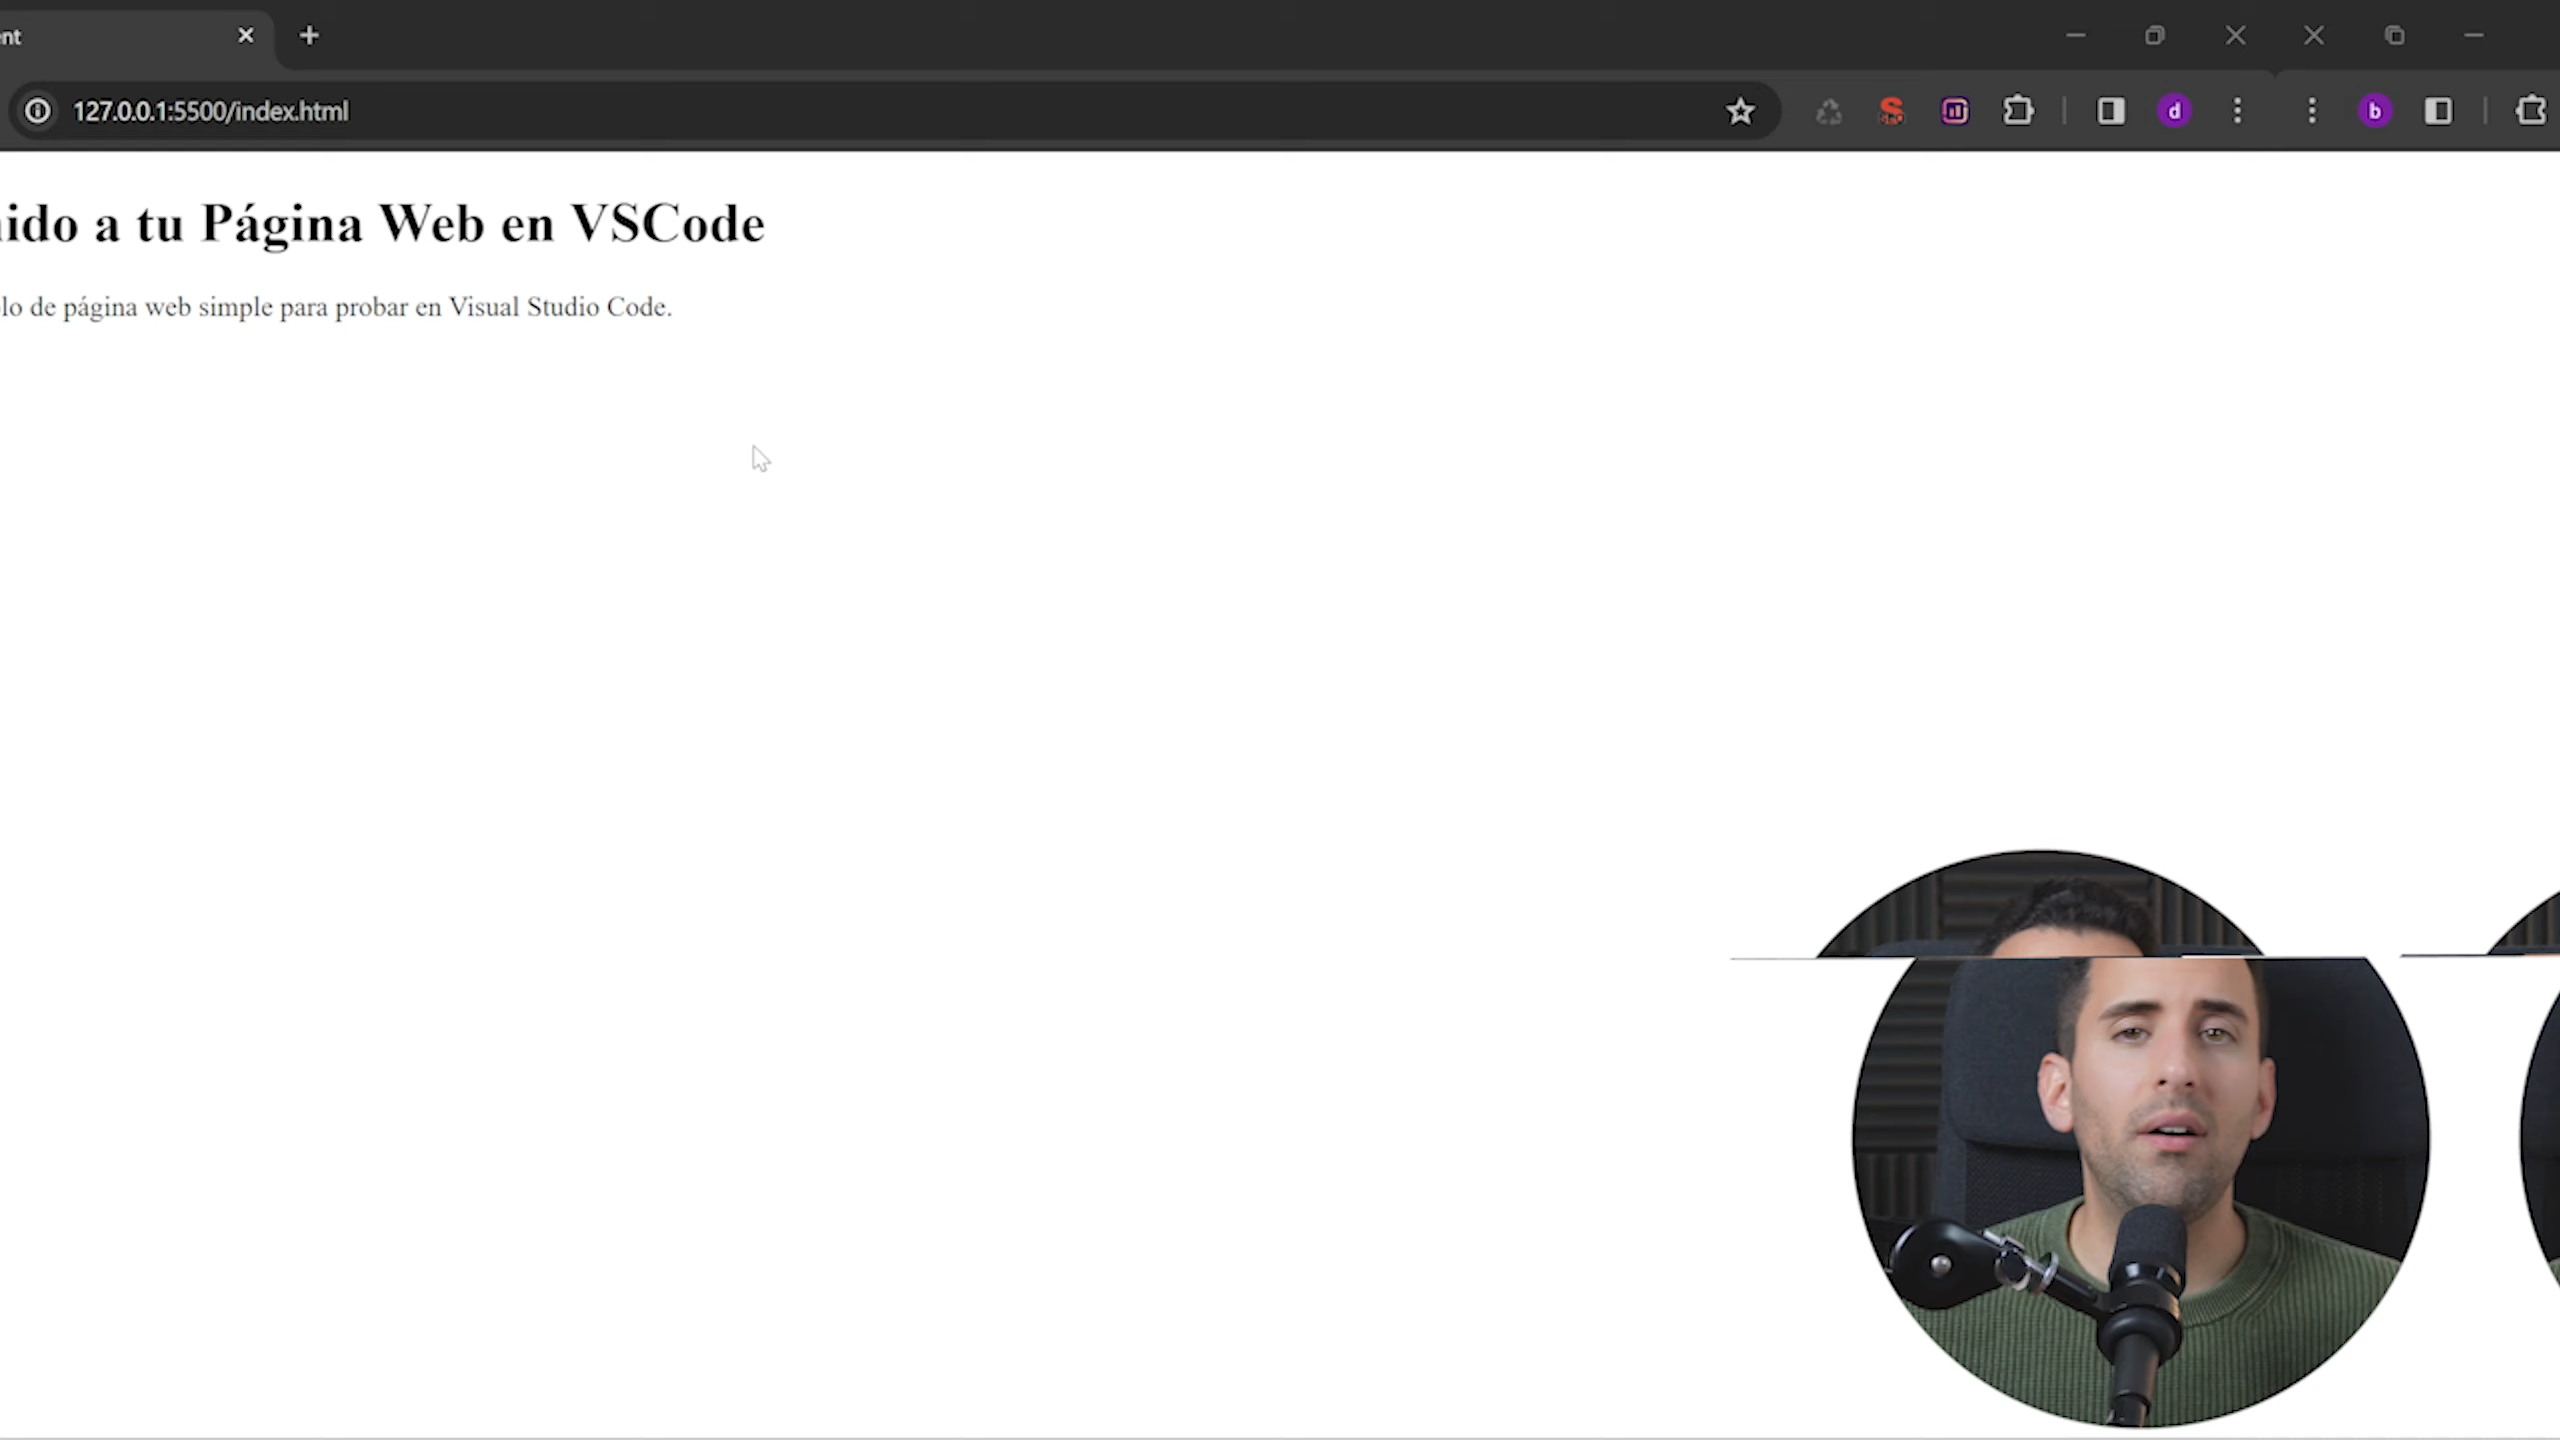 nt
127.0.0.1:5500/index.html
d
b
ido a tu Página Web en VSCode
lo de página web simple para probar en Visual Studio Code.